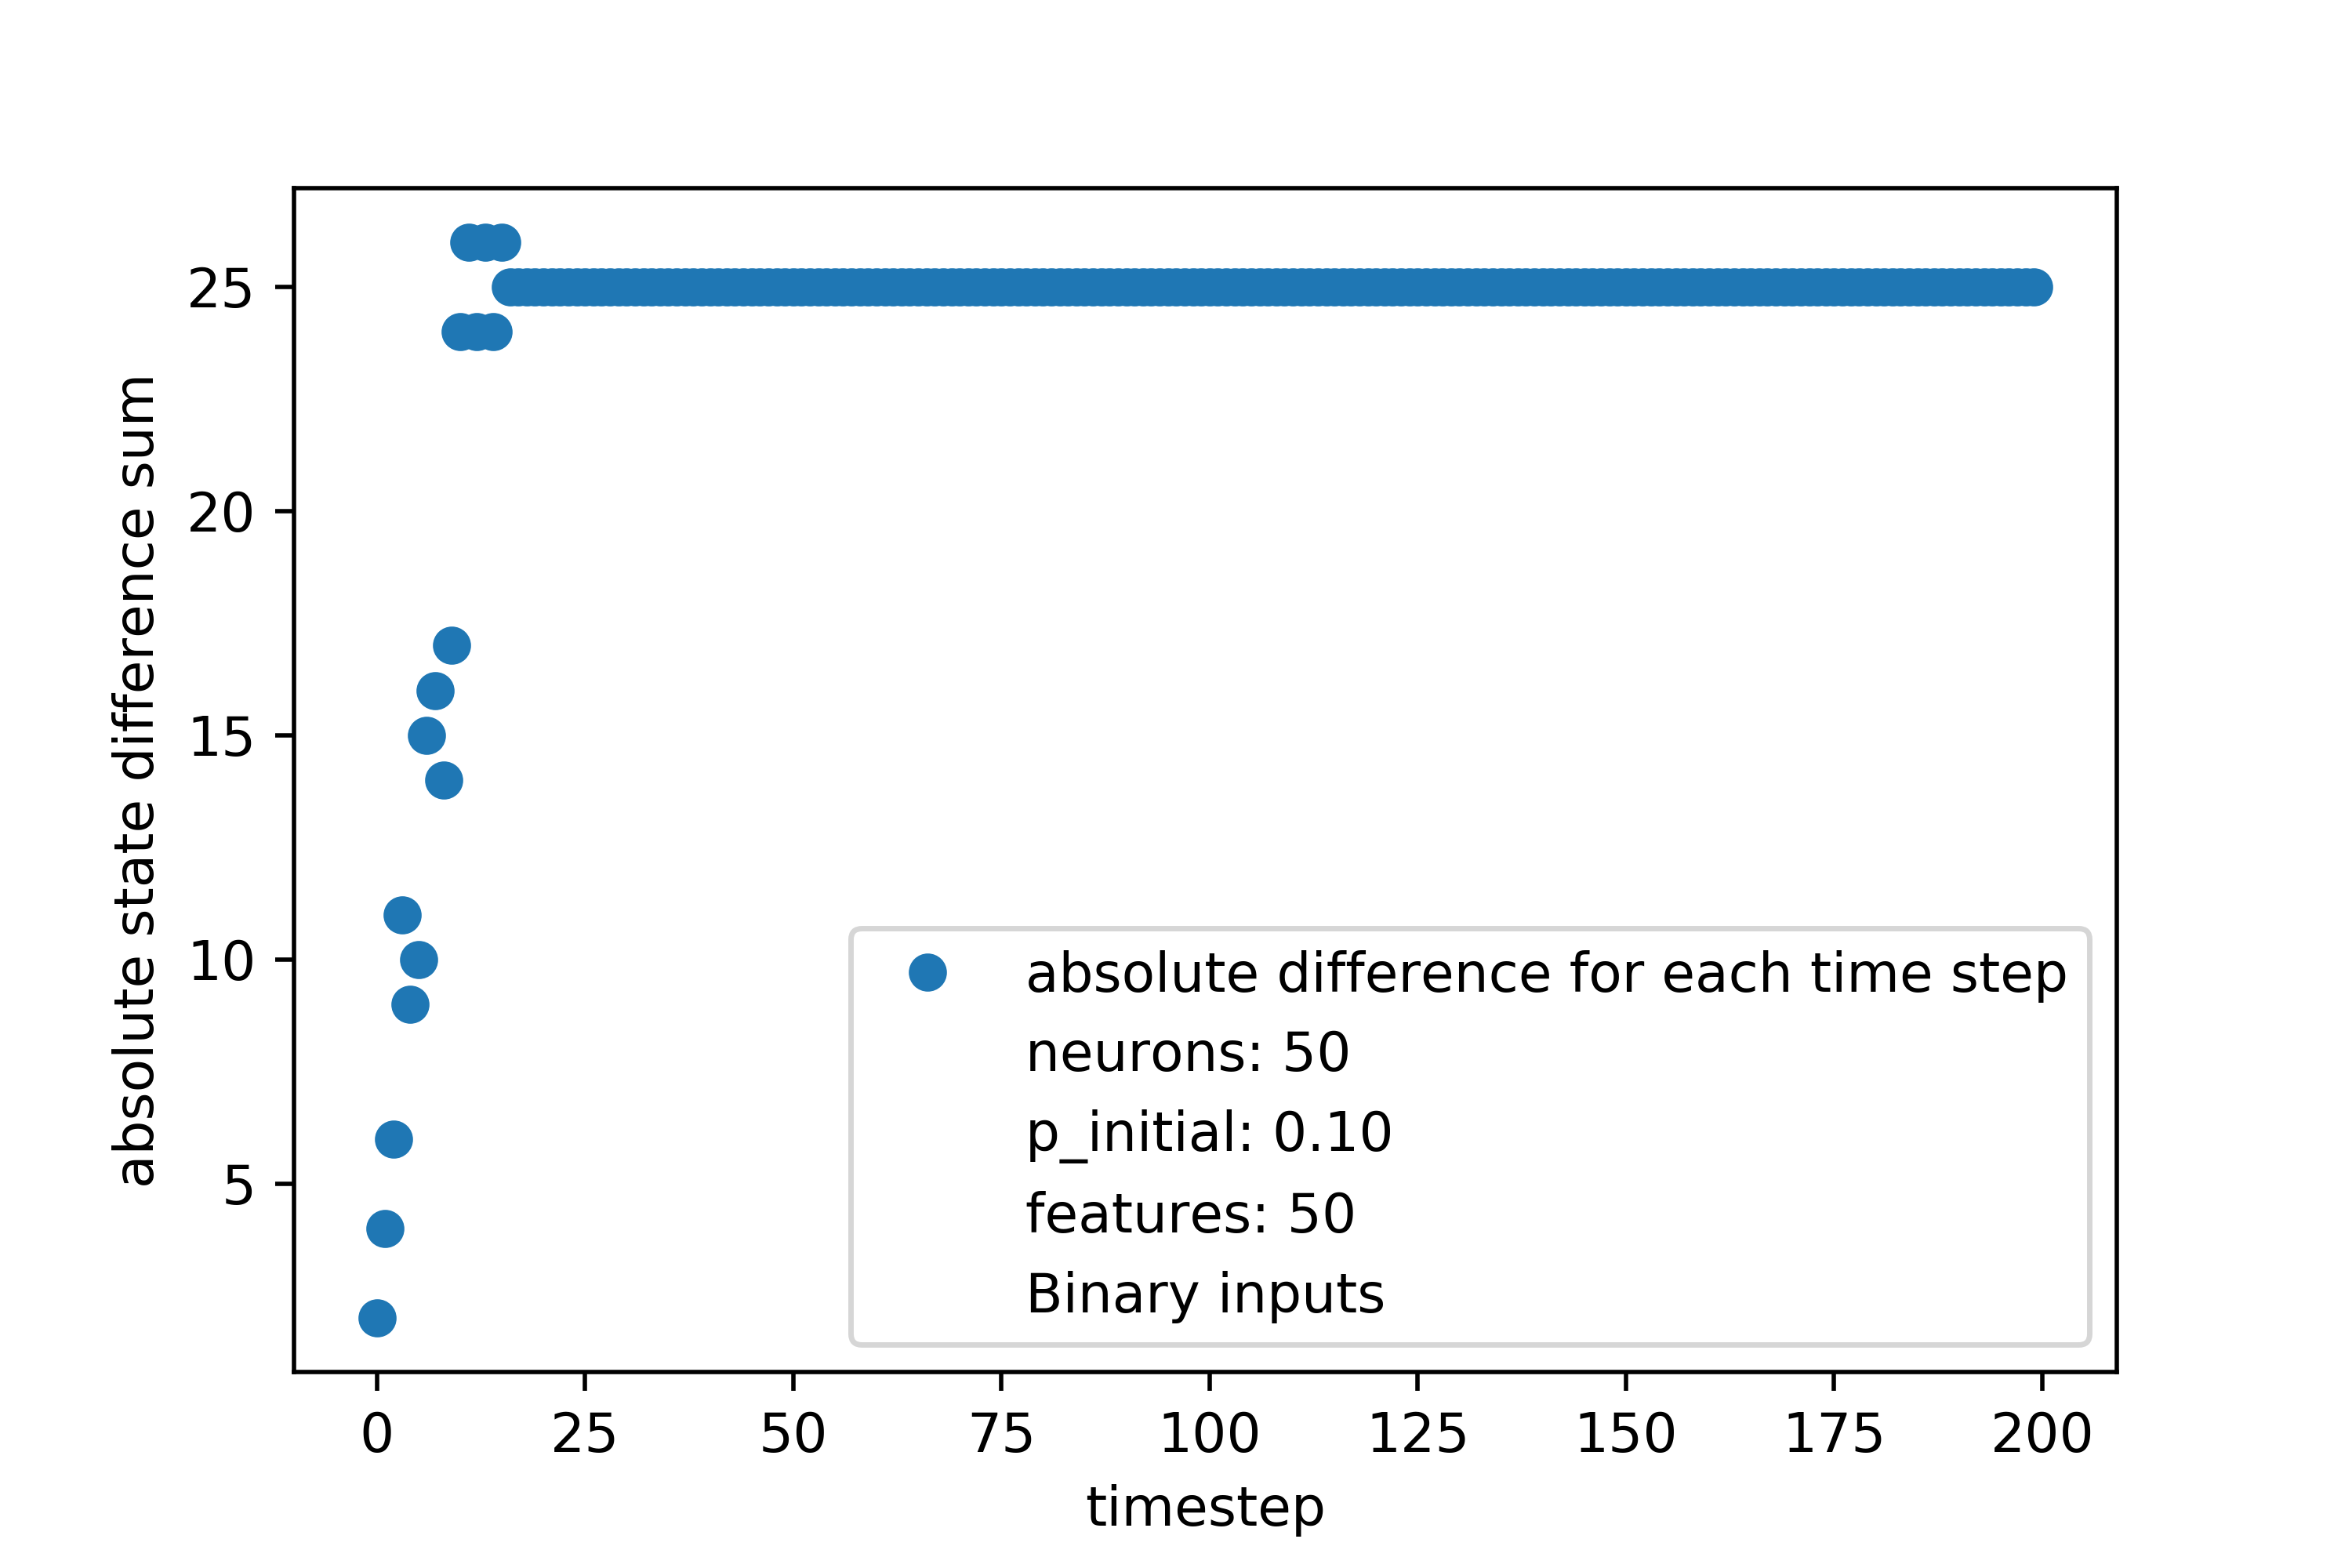 absolute state difference sum
25
20
15
10
5
absolute difference for each time step
neurons: 50
p_initial: 0.10
features: 50
Binary inputs
0 25 50 75 100 125 150 175 200
timestep